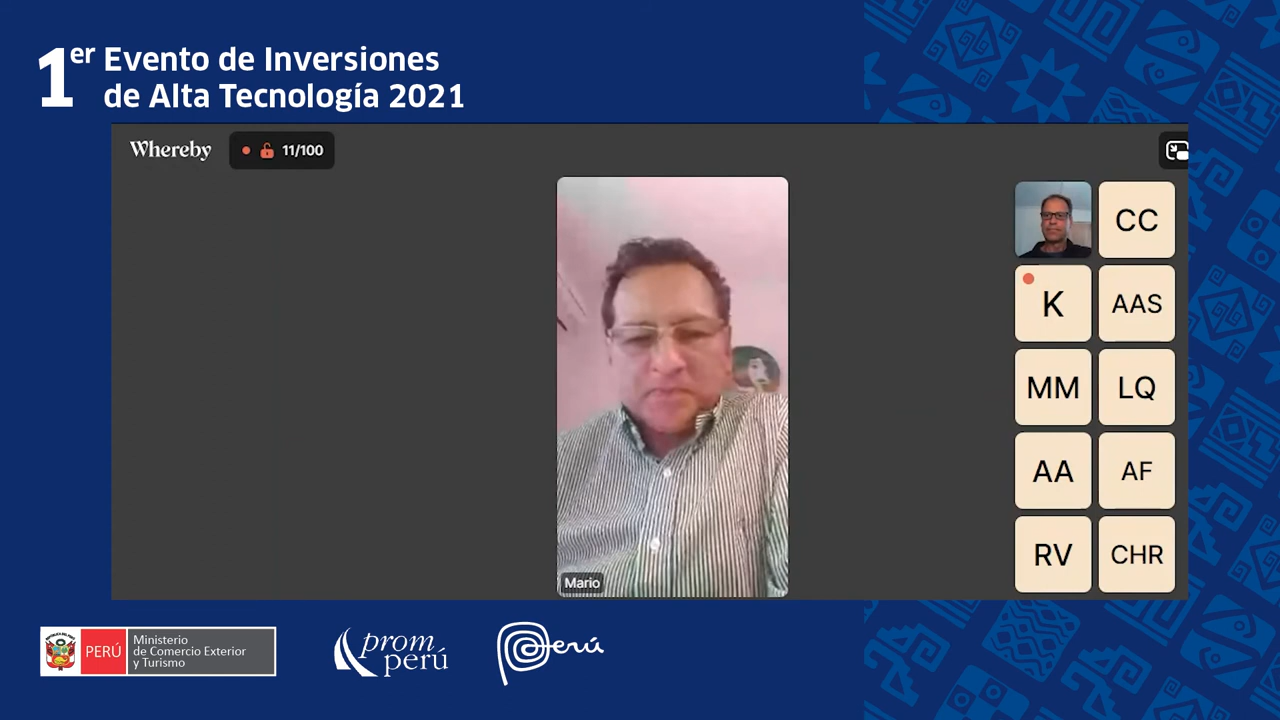 1er Evento de Inversiones
de Alta Tecnología 2021
Whereby
11/100
CC
K
AAS
MM
LQ
AA
AF
RV
CHR
Mario
PERÚ
Ministerio
de Comercio Exterior
y Turismo
prom
perú
Perú